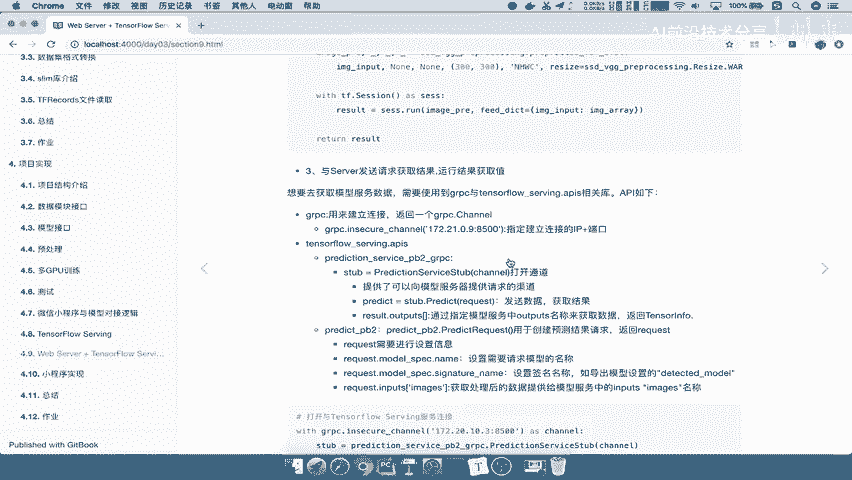 Chrome 文件 修改 视图 历史记录 书签 其他人 电动窗 帮助
100%
Web Server + TensorFlow Servi
AI前沿技术分享
localhost:4000/day03/section9.html
3.3. 数据集格式转换
3.4. slim库介绍
3.5. TFRecords文件读取
3.6. 总结
3.7. 作业
4. 项目实现
4.1. 项目结构介绍
4.2. 数据模块接口
4.3. 模型接口
4.4. 预处理
4.5. 多GPU训练
4.6. 测试
4.7. 微信小程序与模型对接逻辑
4.8. TensorFlow Serving
4.9. Web Server + TensorFlow Servi...
4.10. 小程序实现
4.11. 总结
4.12. 作业
Published with GitBook
img_input, None, None, (300, 300), 'NHWC', resize=ssd_vgg_preprocessing.Resize.WAR
with tf.Session() as sess:
result = sess.run(image_pre, feed_dict={img_input: img_array})
return result
3、与Server发送请求获取结果,运行结果获取值
想要去获取模型服务数据，需要使用到grpc与tensorflow_serving.apis相关库。API如下：
grpc:用来建立连接，返回一个grpc.Channel
grpc.insecure_channel('172.21.0.9:8500'):指定建立连接的IP+端口
tensorflow_serving.apis
prediction_service_pb2_grpc:
stub = PredictionServiceStub(channel)打开通道
提供了可以向模型服务器提供请求的渠道
predict = stub.Predict(request)：发送数据，获取结果
result.outputs[]:通过指定模型服务中outputs名称来获取数据，返回TensorInfo.
predict_pb2：predict_pb2.PredictRequest()用于创建预测结果请求，返回request
request需要进行设置信息
request.model_spec.name：设置需要请求模型的名称
request.model_spec.signature_name：设置签名名称，如导出模型设置的"detected_model"
request.inputs['images']:获取处理后的数据提供给模型服务中的inputs "images"名称
# 打开与Tensorflow Serving服务连接
with grpc.insecure_channel('172.20.10.3:8500') as channel:
stub = prediction_service_pb2_grpc.PredictionServiceStub(channel)